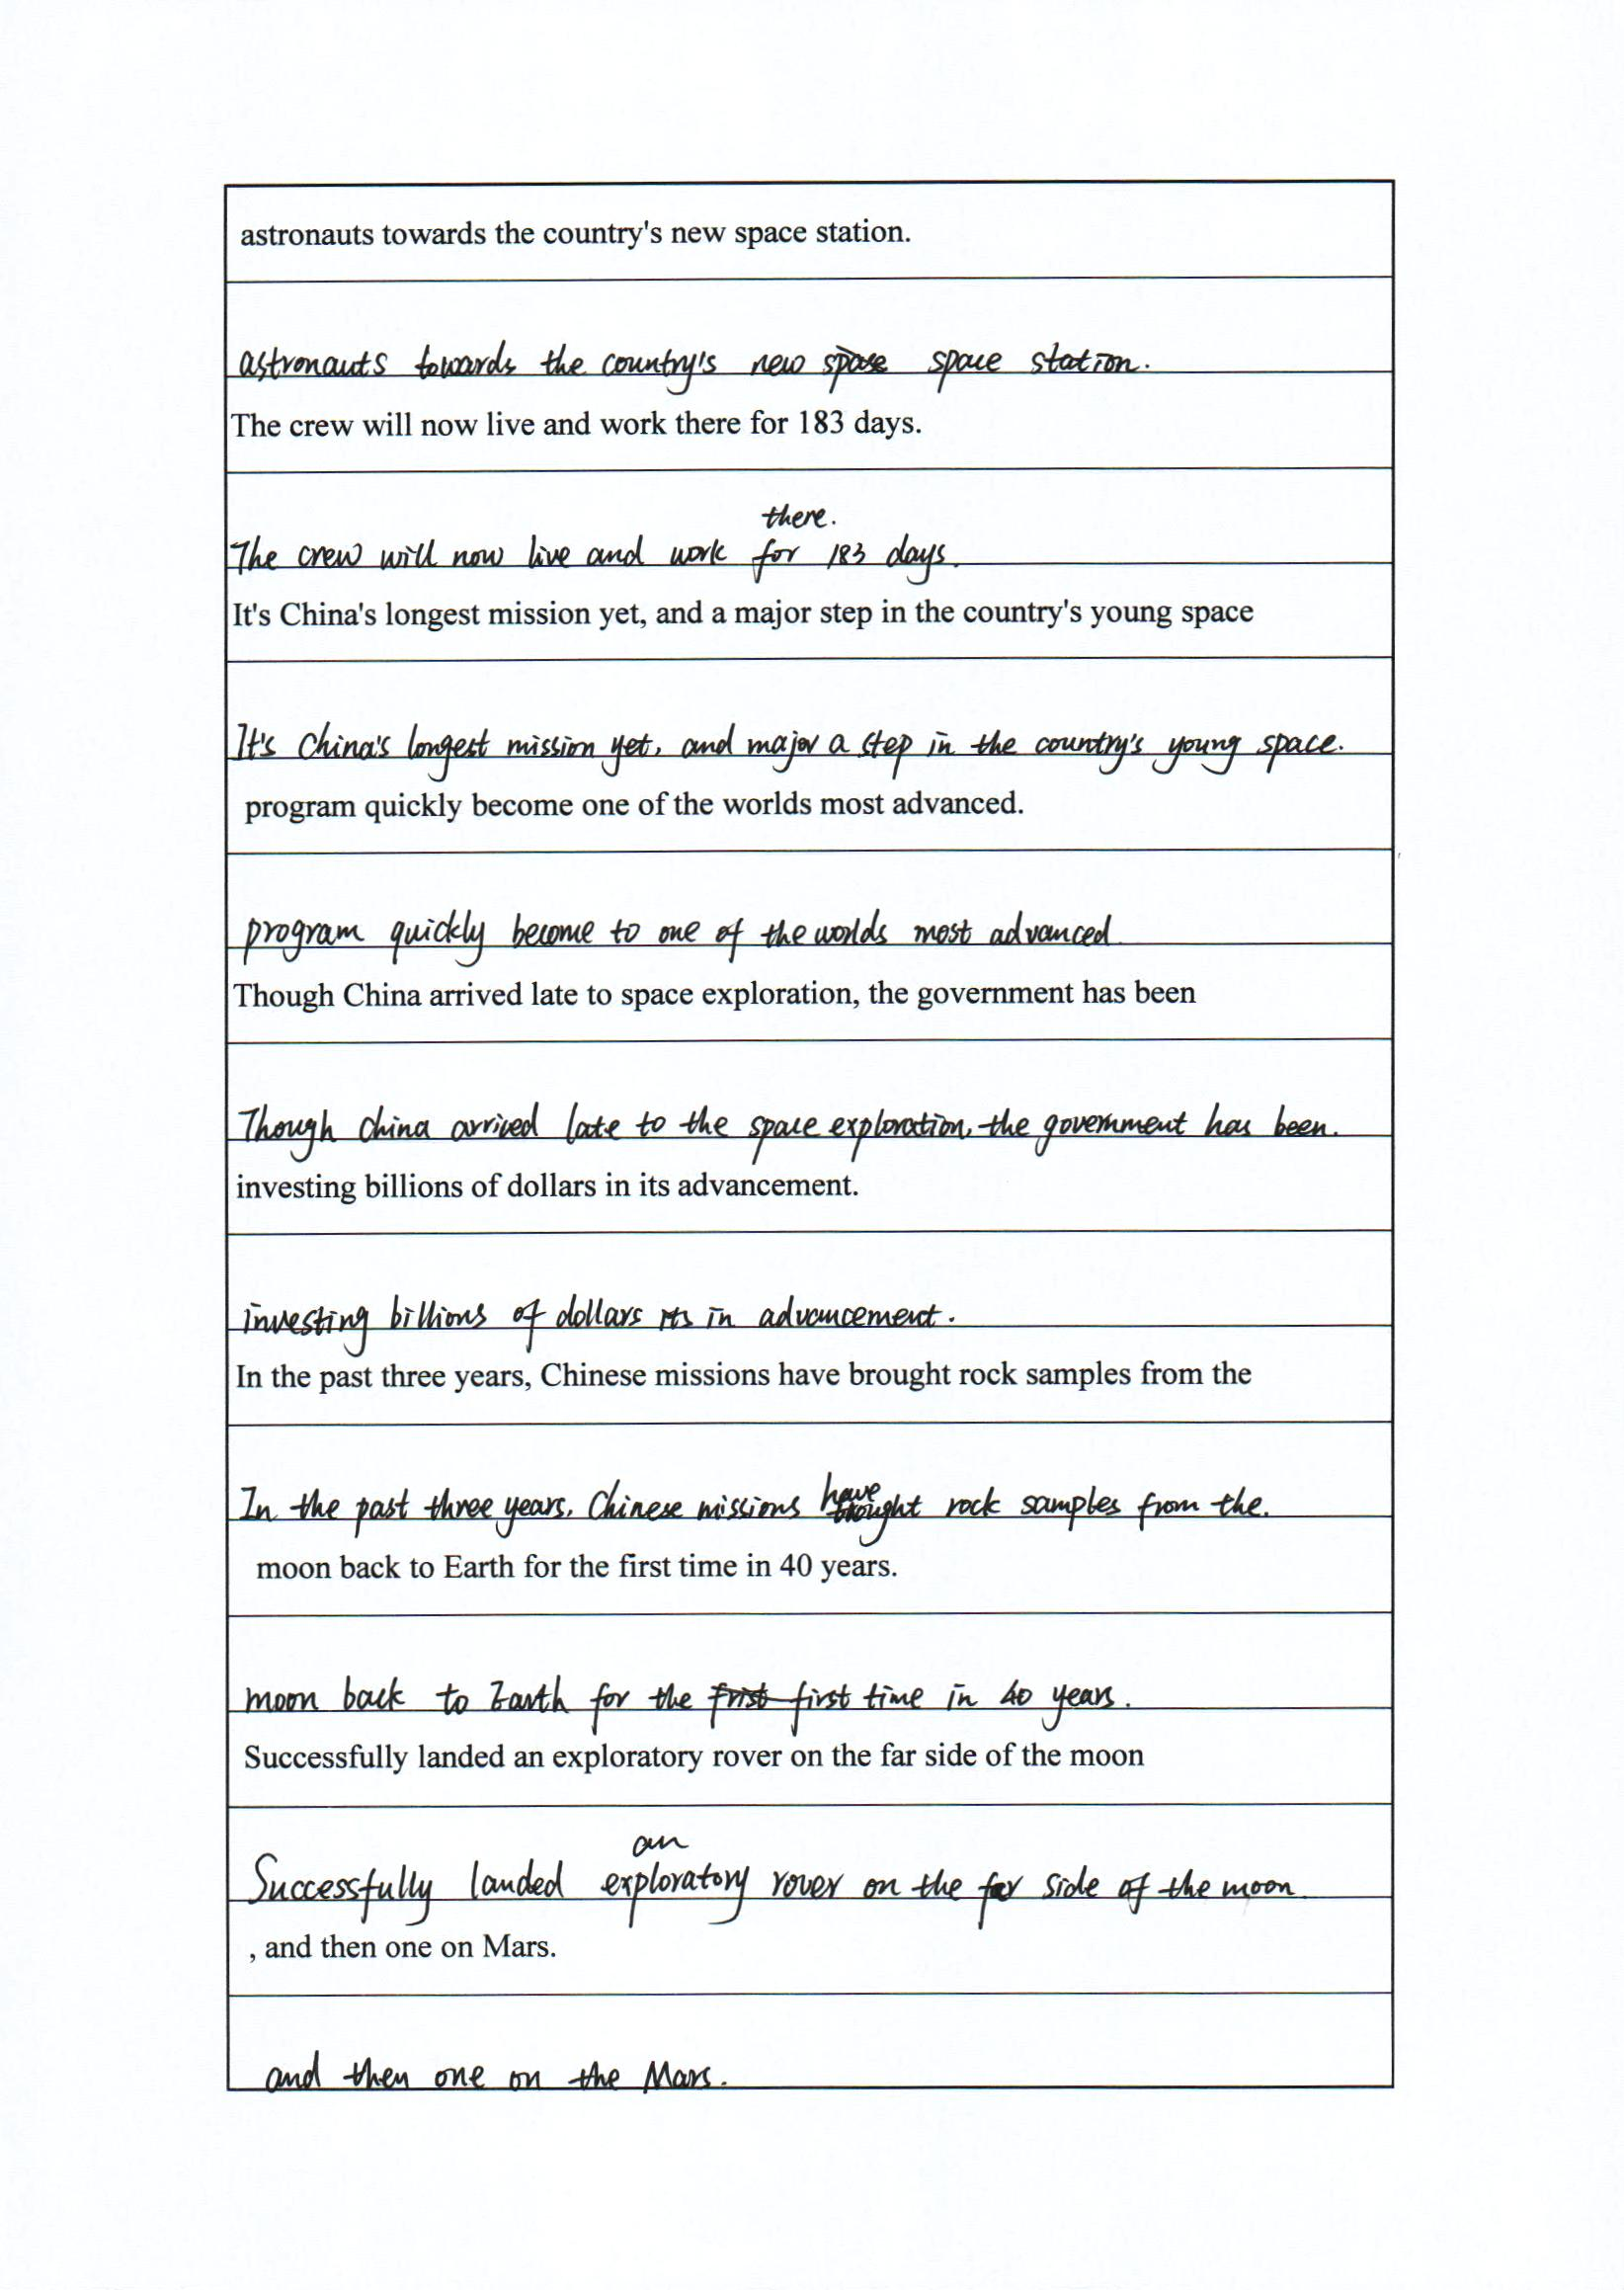 astronauts towards the country's new space station.
astronauts towards the country's new space space station.
The crew will now live and work there for 183 days.
there.
The crew will now live and work for 183 days.
It's China's longest mission yet, and a major step in the country's young space
It's China's longest mission yet, and major a step in the country's young space.
program quickly become one of the worlds most advanced.
program quickly become to one of the worlds most advanced
Though China arrived late to space exploration, the government has been
Though China arrived late to the space exploration, the government has been.
investing billions of dollars in its advancement.
investing billions of dollars its in advancement.
In the past three years, Chinese missions have brought rock samples from the
In the past three years, Chinese missions have brought rock samples from the.
moon back to Earth for the first time in 40 years.
moon back to Earth for the frist first time in 40 years.
Successfully landed an exploratory rover on the far side of the moon
an
Successfully landed exploratory rover on the far side of the moon
, and then one on Mars.
and then one on the Mars.